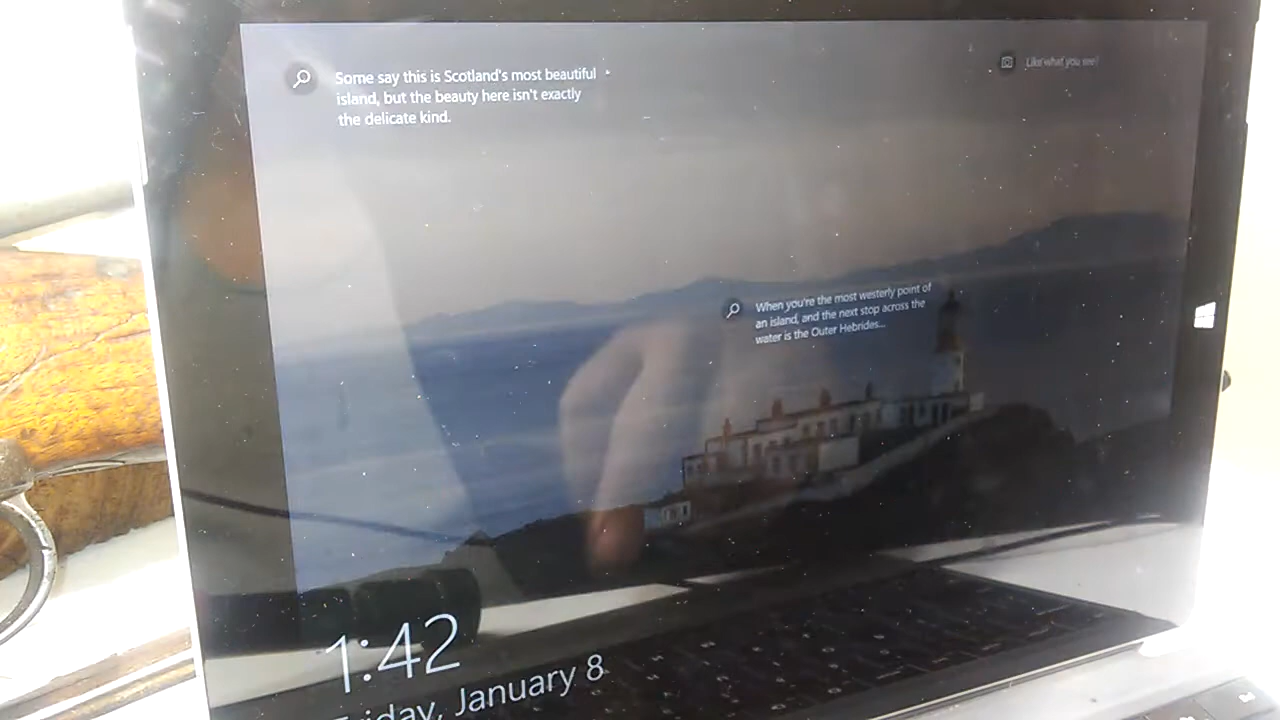 Some say this is Scotland's most beautiful
island, but the beauty here isn't exactly
the delicate kind.
Like what you see?
When you're the most westerly point of
an island, and the next stop across the
water is the Outer Hebrides...
1:42
Friday, January 8